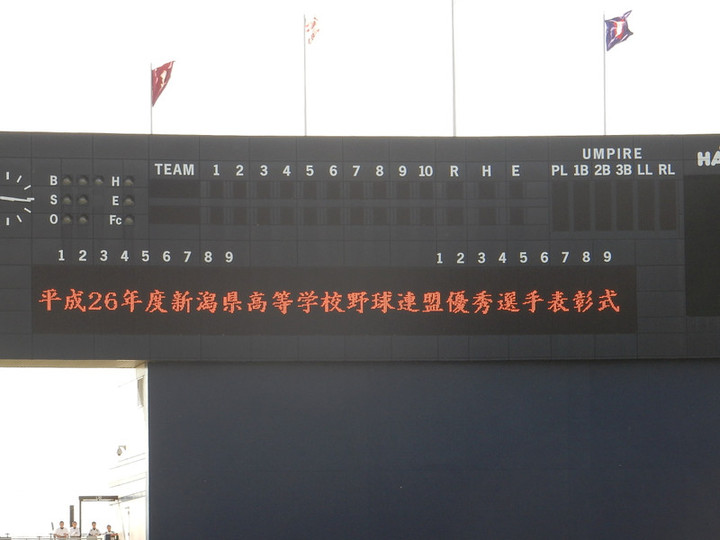 UMPIRE
TEAM 1 2 3 4 5 6 7 8 9 10 R H E PL 1B 2B 3B LL RL
B H
S E
O Fc
1 2 3 4 5 6 7 8 9 1 2 3 4 5 6 7 8 9
平成26年度新潟県高等学校野球連盟優秀選手表彰式